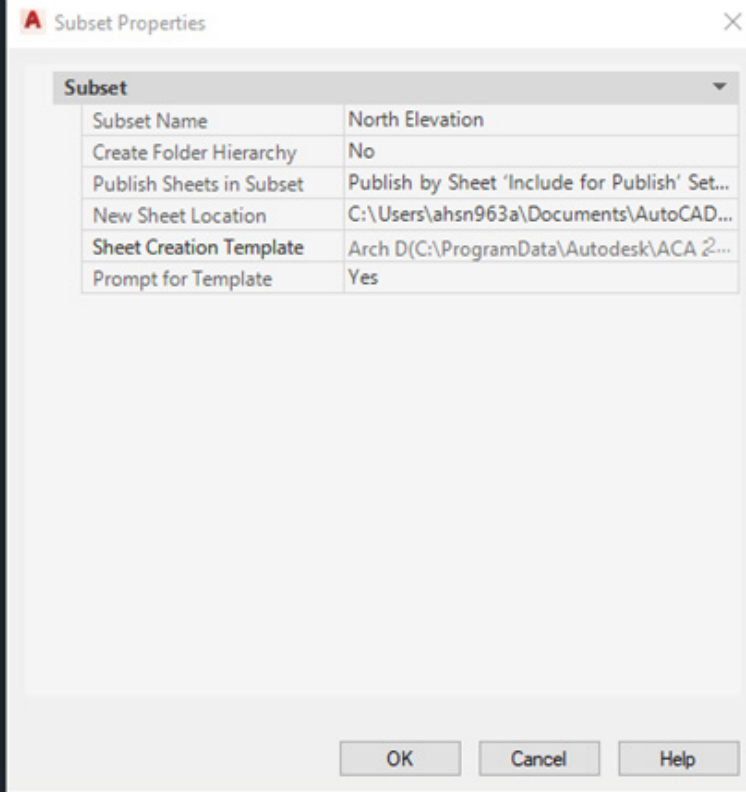 Subset Properties
Subset
Subset Name North Elevation
Create Folder Hierarchy No
Publish Sheets in Subset Publish by Sheet ‘Include for Publish’ Set...
New Sheet Location C:\Users\ahsn963a\Documents\AutoCAD...
Sheet Creation Template Arch D(C:\ProgramData\Autodesk\ACA 2...
Prompt for Template Yes
OK Cancel Help